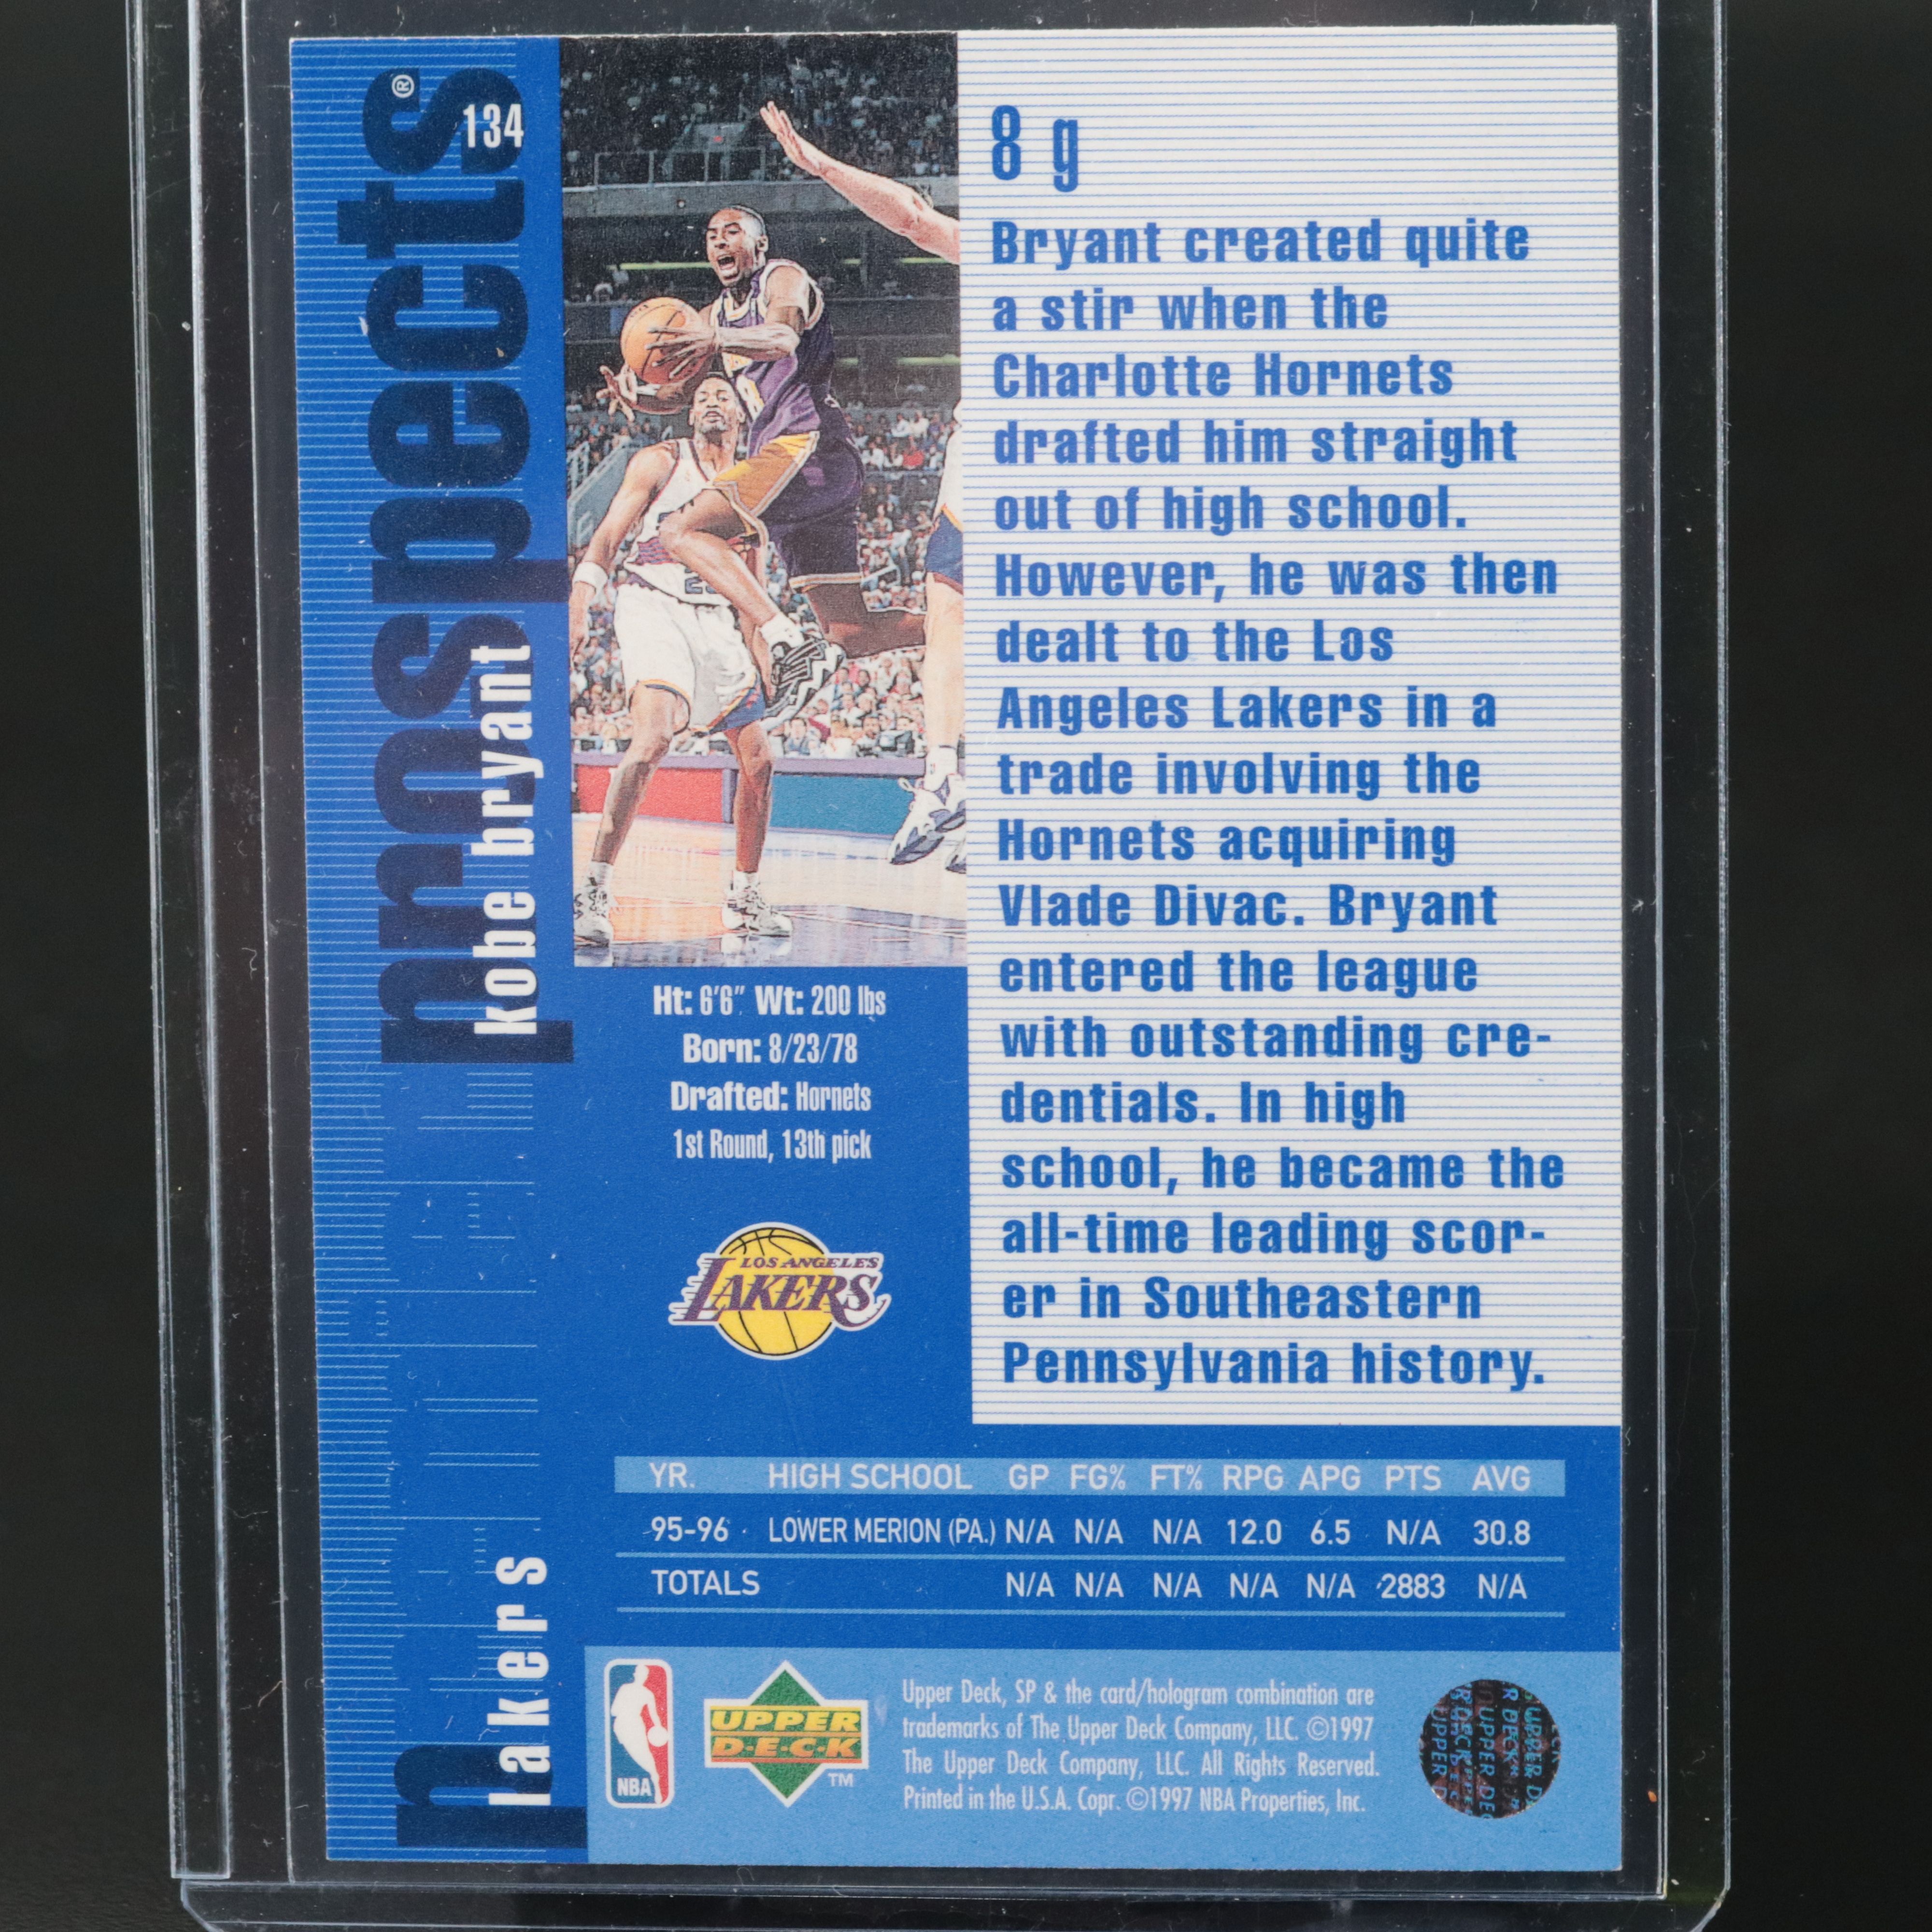 prospects®
134
kobe bryant
lakers
8 g
Bryant created quite
a stir when the
Charlotte Hornets
drafted him straight
out of high school.
However, he was then
dealt to the Los
Angeles Lakers in a
trade involving the
Hornets acquiring
Vlade Divac. Bryant
entered the league
with outstanding cre-
dentials. In high
school, he became the
all-time leading scor-
er in Southeastern
Pennsylvania history.
Ht: 6'6" Wt: 200 lbs
Born: 8/23/78
Drafted: Hornets
1st Round, 13th pick
LOS ANGELES
LAKERS
YR. HIGH SCHOOL GP FG% FT% RPG APG PTS AVG
95-96 LOWER MERION (PA.) N/A N/A N/A 12.0 6.5 N/A 30.8
TOTALS N/A N/A N/A N/A N/A 2883 N/A
NBA
UPPER
D·E·C·K
TM
Upper Deck, SP & the card/hologram combination are
trademarks of The Upper Deck Company, LLC. ©1997
The Upper Deck Company, LLC. All Rights Reserved.
Printed in the U.S.A. Copr. ©1997 NBA Properties, Inc.
UPPER DECK